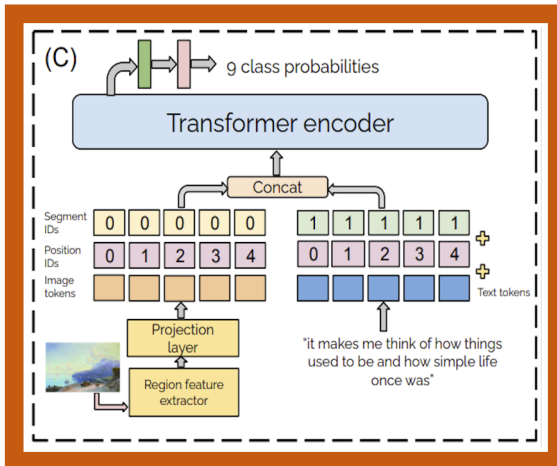 (C)
9 class probabilities
Transformer encoder
Concat
Segment
IDs
0 0 0 0 0
1 1 1 1 1
Position
IDs
0 1 2 3 4
0 1 2 3 4
Image
tokens
Text tokens
Projection
layer
Region feature
extractor
"it makes me think of how things
used to be and how simple life
once was"